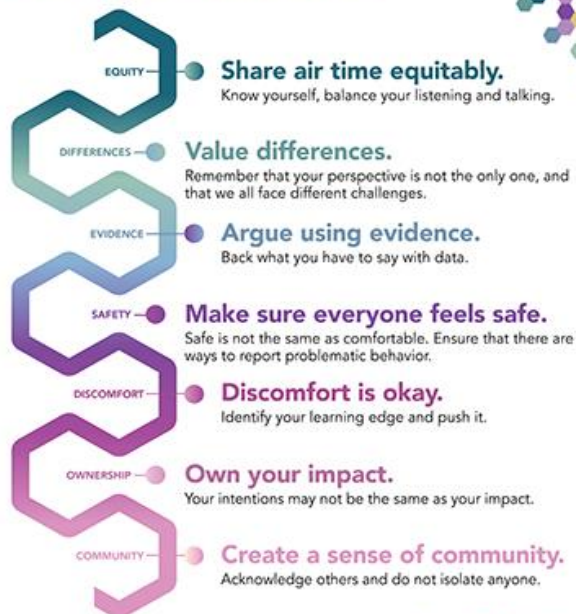 EQUITY
Share air time equitably.
Know yourself, balance your listening and talking.
DIFFERENCES
Value differences.
Remember that your perspective is not the only one, and
that we all face different challenges.
EVIDENCE
Argue using evidence.
Back what you have to say with data.
SAFETY
Make sure everyone feels safe.
Safe is not the same as comfortable. Ensure that there are
ways to report problematic behavior.
DISCOMFORT
Discomfort is okay.
Identify your learning edge and push it.
OWNERSHIP
Own your impact.
Your intentions may not be the same as your impact.
COMMUNITY
Create a sense of community.
Acknowledge others and do not isolate anyone.